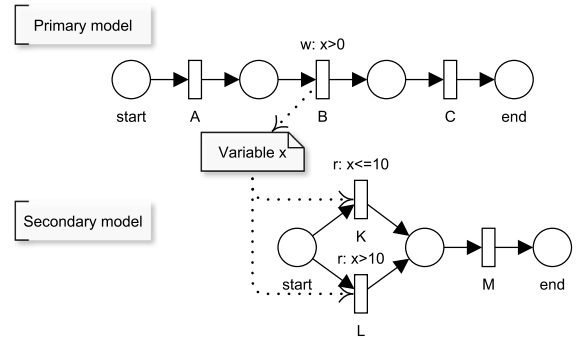 Primary model
w: x>0
start
A
B
C
end
Variable x
r: x<=10
Secondary model
K
r: x>10
start
M
end
L